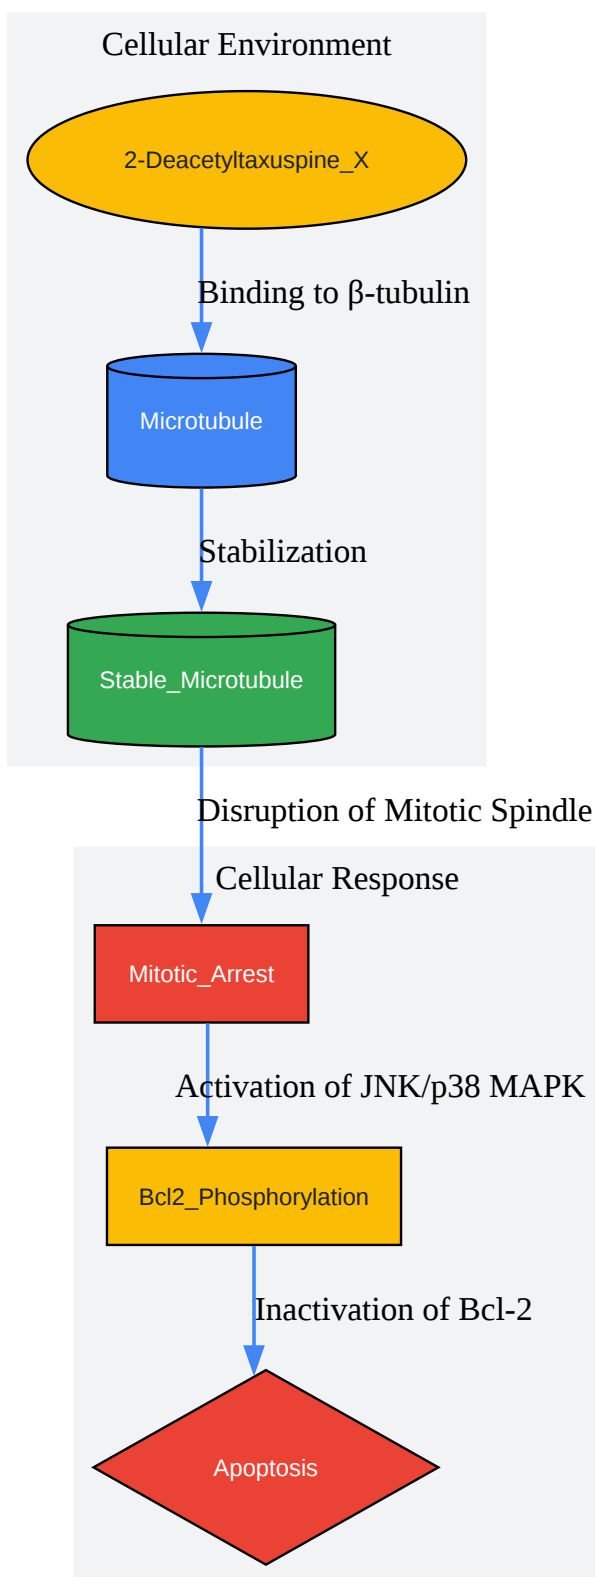 Cellular Environment
2-Deacetyltaxuspine_X
Binding to β-tubulin
Microtubule
Stabilization
Stable_Microtubule
Disruption of Mitotic Spindle
Cellular Response
Mitotic_Arrest
Activation of JNK/p38 MAPK
Bcl2_Phosphorylation
Inactivation of Bcl-2
Apoptosis